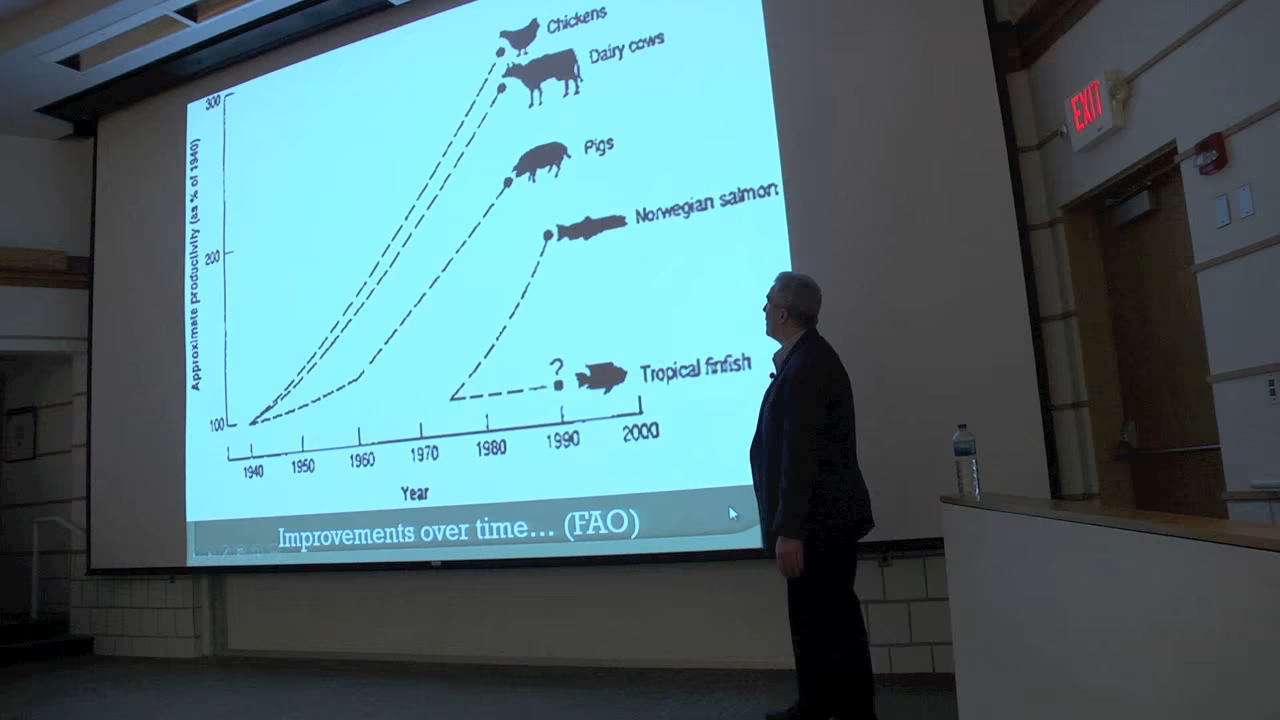 Chickens
Dairy cows
Pigs
Norwegian salmon
?
Tropical finfish
300
200
100
Approximate productivity (as % of 1940)
1940 1950 1960 1970 1980 1990 2000
Year
Improvements over time... (FAO)
EXIT